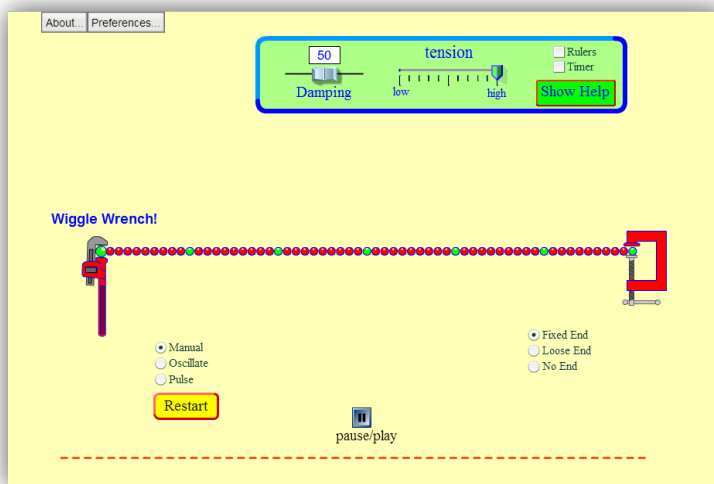 About... Preferences...
50
Damping
tension
low
high
Rulers
Timer
Show Help
Wiggle Wrench!
Manual
Oscillate
Pulse
Restart
Fixed End
Loose End
No End
pause/play